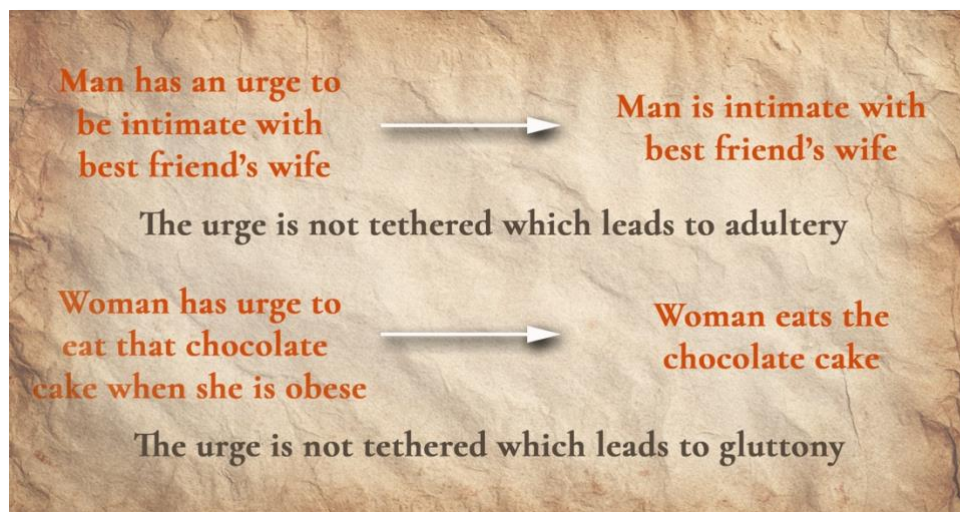 Man has an urge to
be intimate with
best friend's wife
Man is intimate with
best friend's wife
The urge is not tethered which leads to adultery
Woman has urge to
eat that chocolate
cake when she is obese
Woman eats the
chocolate cake
The urge is not tethered which leads to gluttony